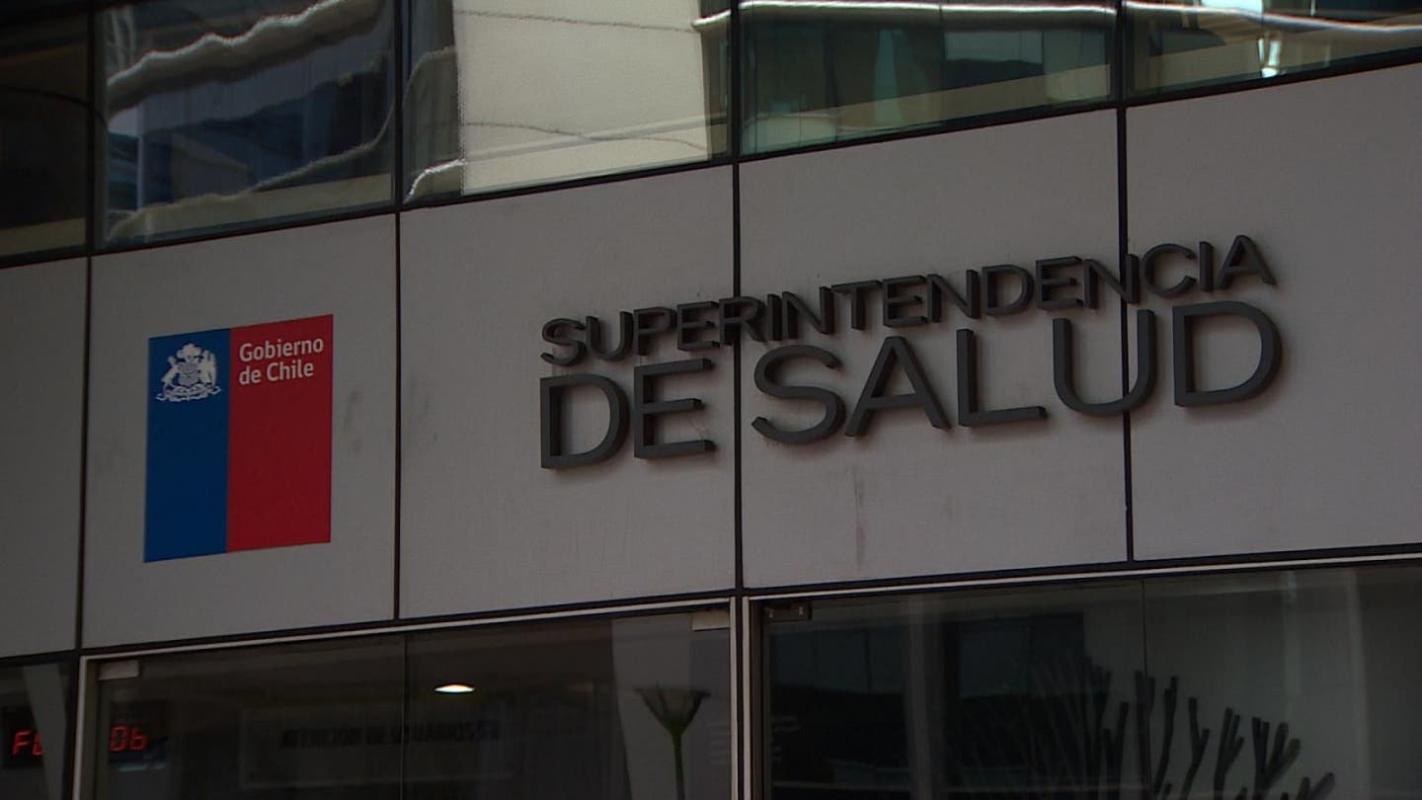 Gobierno
de Chile
SUPERINTENDENCIA
DE SALUD